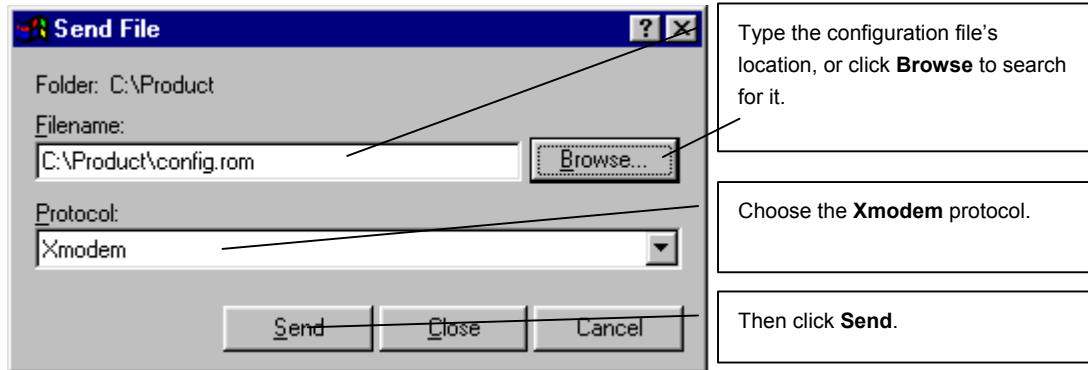 Send File
Folder: C:\Product
Filename:
C:\Product\config.rom
Browse...
Protocol:
Xmodem
Send
Close
Cancel
Type the configuration file's
location, or click Browse to search
for it.
Choose the Xmodem protocol.
Then click Send.